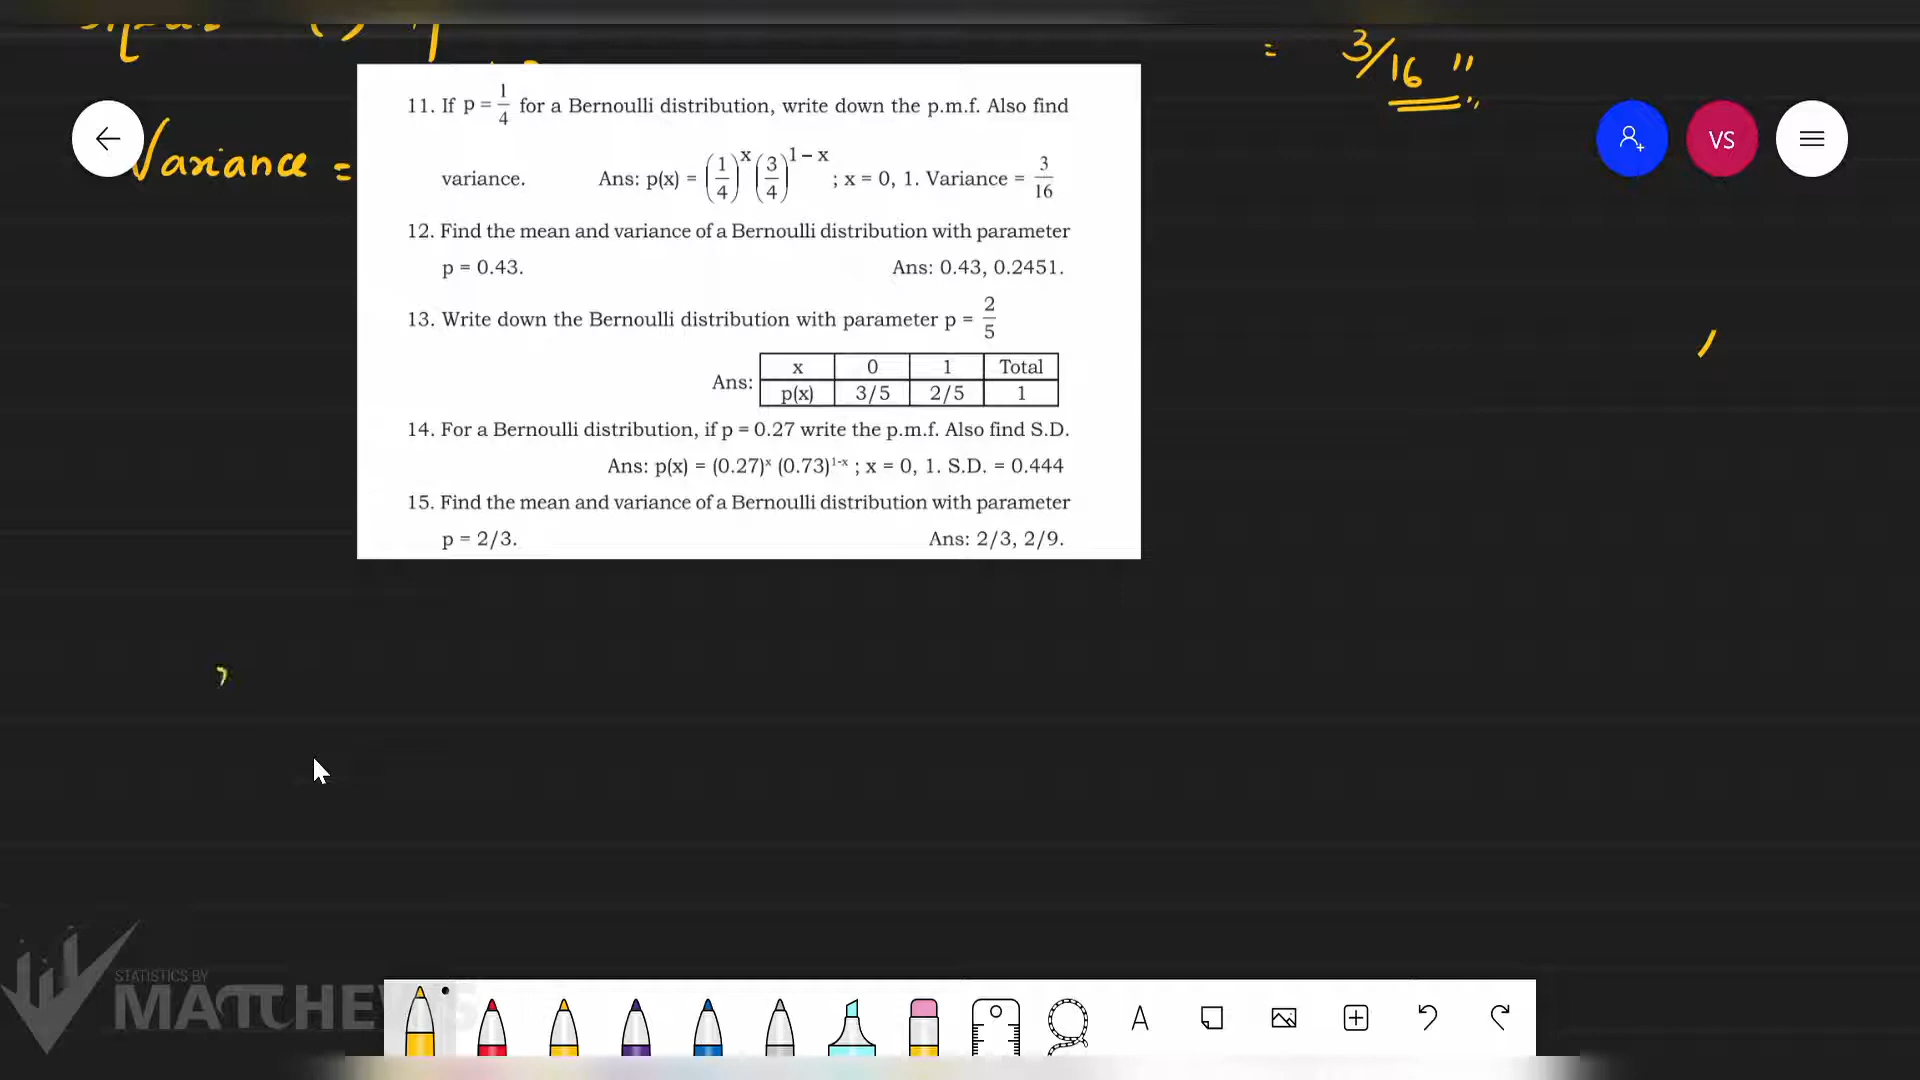 = 3/16 "
Variance =
VS
11. If p = 1/4 for a Bernoulli distribution, write down the p.m.f. Also find
variance. Ans: p(x) = (1/4)^x (3/4)^1 – x ; x = 0, 1. Variance = 3/16
12. Find the mean and variance of a Bernoulli distribution with parameter
p = 0.43. Ans: 0.43, 0.2451.
13. Write down the Bernoulli distribution with parameter p = 2/5
Ans: x 0 1 Total
p(x) 3/5 2/5 1
14. For a Bernoulli distribution, if p = 0.27 write the p.m.f. Also find S.D.
Ans: p(x) = (0.27)^x (0.73)^1-x ; x = 0, 1. S.D. = 0.444
15. Find the mean and variance of a Bernoulli distribution with parameter
p = 2/3. Ans: 2/3, 2/9.
STATISTICS BY
A